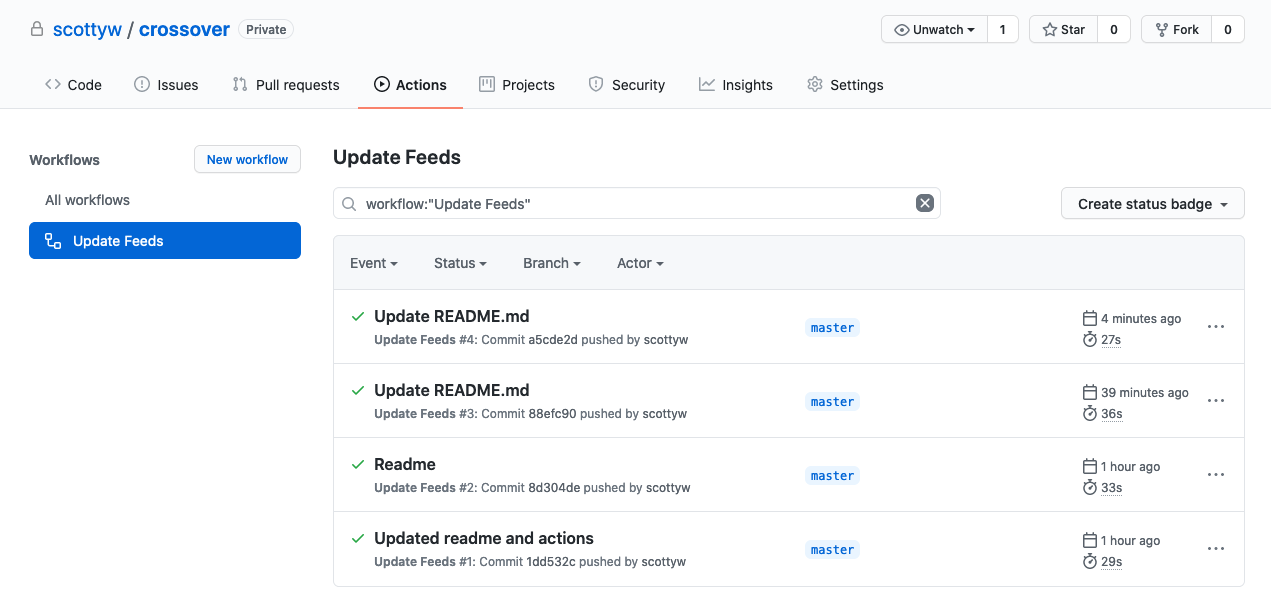 scottyw / crossover Private Unwatch 1 Star 0 Fork 0
Code Issues Pull requests Actions Projects Security Insights Settings
Workflows New workflow
All workflows
Update Feeds
Update Feeds
workflow:"Update Feeds"
Create status badge
Event Status Branch Actor
Update README.md
Update Feeds #4: Commit a5cde2d pushed by scottyw
master
4 minutes ago
27s
Update README.md
Update Feeds #3: Commit 88efc90 pushed by scottyw
master
39 minutes ago
36s
Readme
Update Feeds #2: Commit 8d304de pushed by scottyw
master
1 hour ago
33s
Updated readme and actions
Update Feeds #1: Commit 1dd532c pushed by scottyw
master
1 hour ago
29s